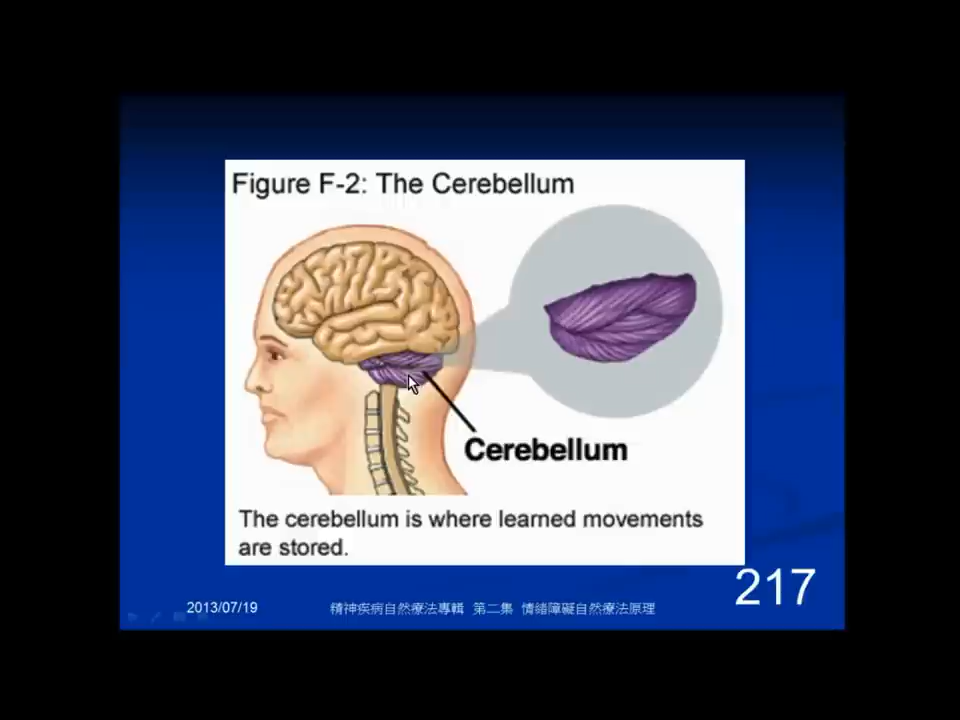 Figure F-2: The Cerebellum
Cerebellum
The cerebellum is where learned movements
are stored.
217
2013/07/19
精神疾病自然療法專輯 第二集 情緒障礙自然療法原理